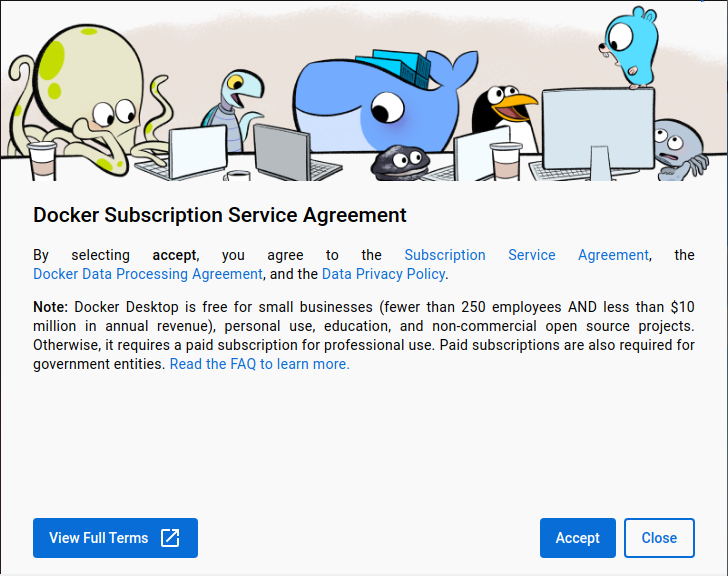 Docker Subscription Service Agreement
By selecting accept, you agree to the Subscription Service Agreement, the
Docker Data Processing Agreement, and the Data Privacy Policy.
Note: Docker Desktop is free for small businesses (fewer than 250 employees AND less than $10
million in annual revenue), personal use, education, and non-commercial open source projects.
Otherwise, it requires a paid subscription for professional use. Paid subscriptions are also required for
government entities. Read the FAQ to learn more.
View Full Terms
Accept
Close